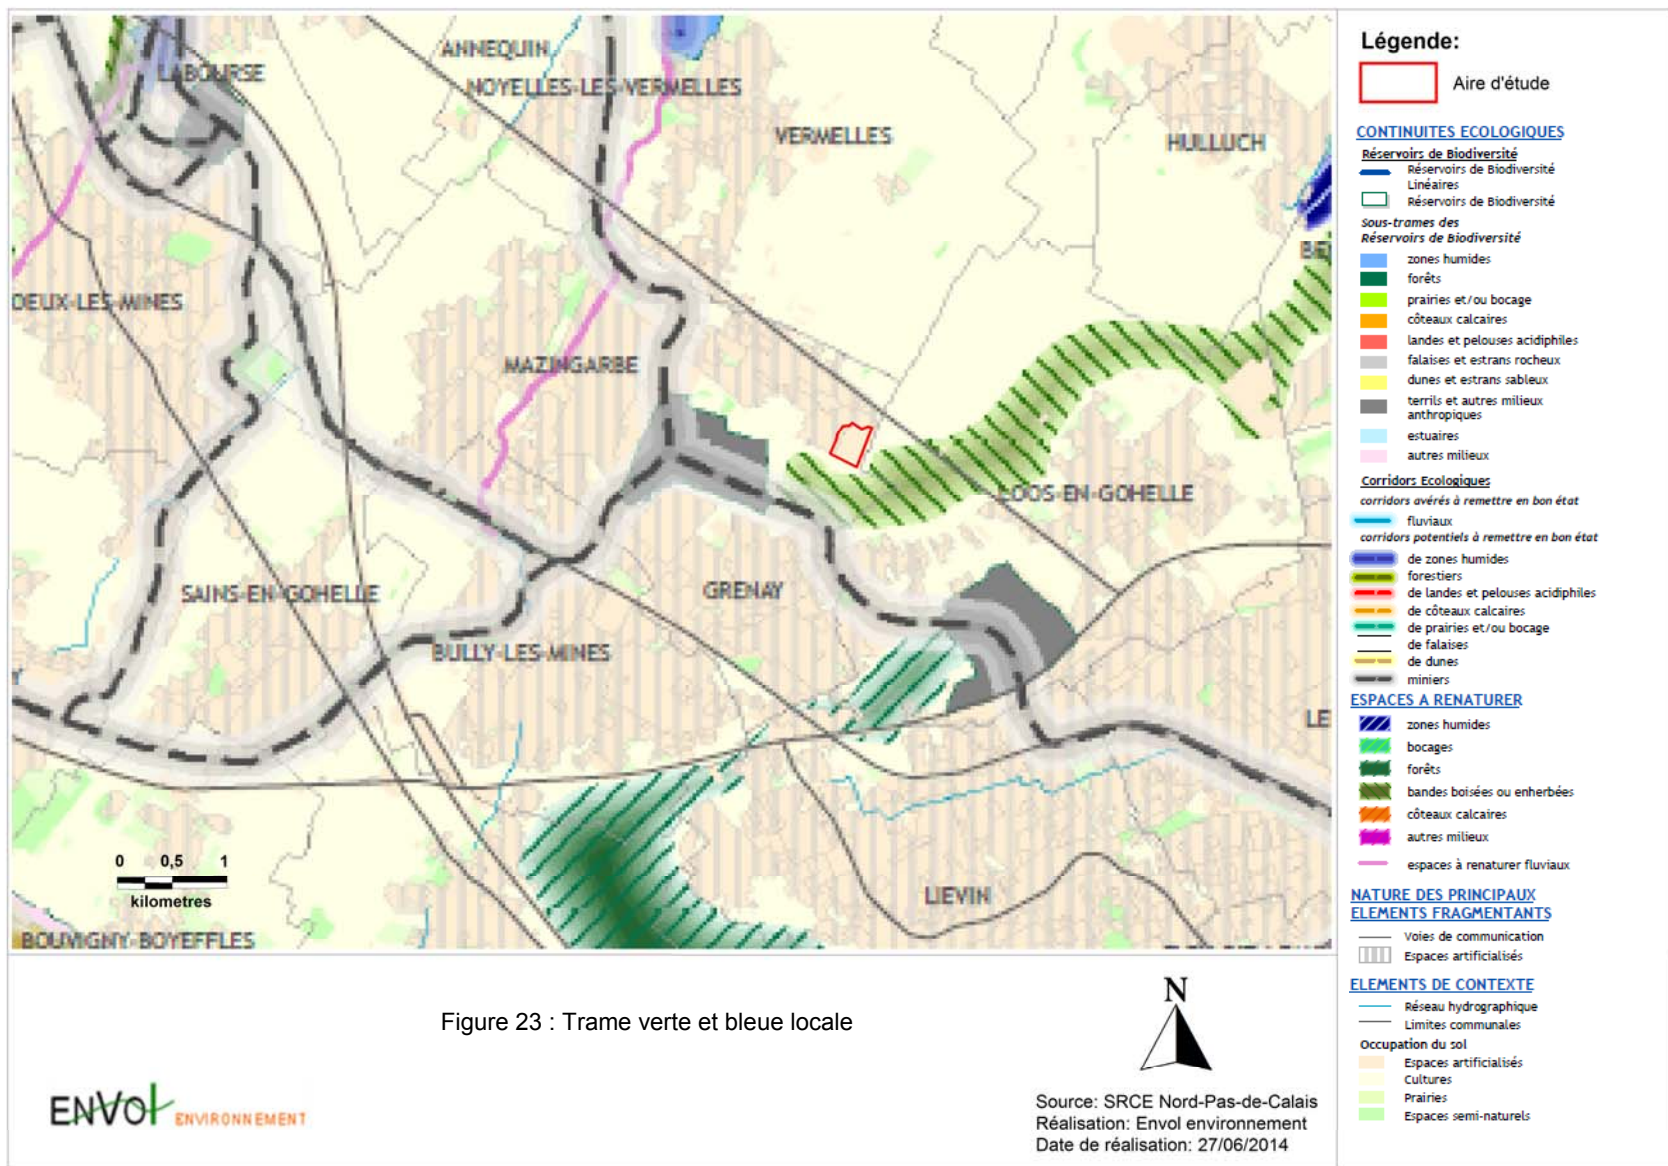 ANNEQUIN
LABOURSE
NOYELLES-LES-VERMELLES
VERMELLES
HULLUCH
BE
OEUX-LES-MINES
MAZINGARBE
LOOS-EN-GOHELLE
SAINS-EN-GOHELLE
GRENAY
BULLY-LES-MINES
LE
LIEVIN
BOUVIGNY-BOYEFFLES
0 0,5 1
kilometres
Légende:
Aire d'étude
CONTINUITES ECOLOGIQUES
Réservoirs de Biodiversité
Réservoirs de Biodiversité
Linéaires
Réservoirs de Biodiversité
Sous-trames des
Réservoirs de Biodiversité
zones humides
forêts
prairies et/ou bocage
côteaux calcaires
landes et pelouses acidiphiles
falaises et estrans rocheux
dunes et estrans sableux
terrils et autres milieux
anthropiques
estuaires
autres milieux
Corridors Ecologiques
corridors avérés à remettre en bon état
fluviaux
corridors potentiels à remettre en bon état
de zones humides
forestiers
de landes et pelouses acidiphiles
de côteaux calcaires
de prairies et/ou bocage
de falaises
de dunes
miniers
ESPACES A RENATURER
zones humides
bocages
forêts
bandes boisées ou enherbées
côteaux calcaires
autres milieux
espaces à renaturer fluviaux
NATURE DES PRINCIPAUX
ELEMENTS FRAGMENTANTS
Voies de communication
Espaces artificialisés
ELEMENTS DE CONTEXTE
Réseau hydrographique
Limites communales
Occupation du sol
Espaces artificialisés
Cultures
Prairies
Espaces semi-naturels
Figure 23 : Trame verte et bleue locale
N
ENVOl ENVIRONNEMENT
Source: SRCE Nord-Pas-de-Calais
Réalisation: Envol environnement
Date de réalisation: 27/06/2014